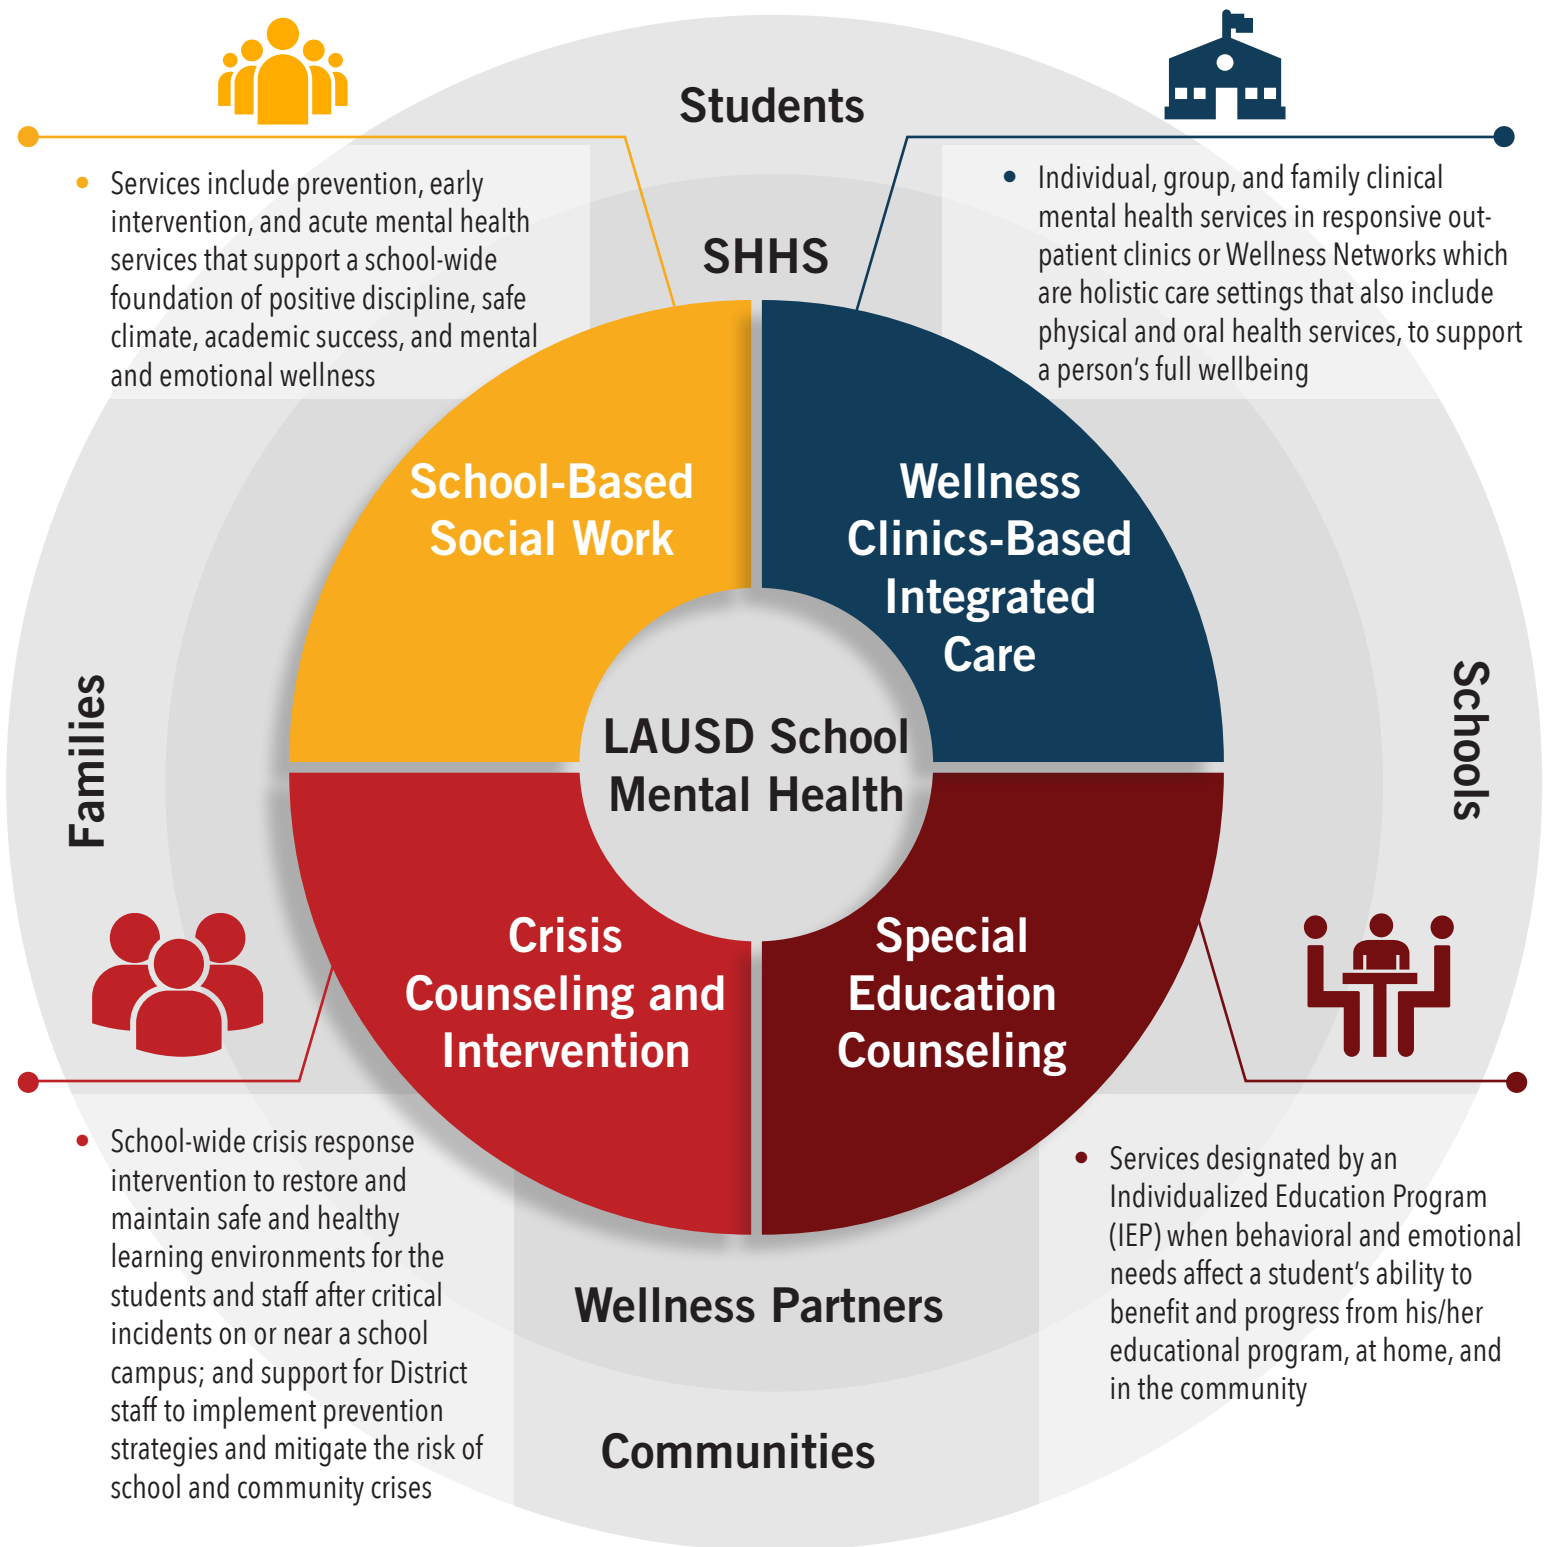 Students
• Services include prevention, early
intervention, and acute mental health
services that support a school-wide
foundation of positive discipline, safe
climate, academic success, and mental
and emotional wellness
SHHS
• Individual, group, and family clinical
mental health services in responsive out-
patient clinics or Wellness Networks which
are holistic care settings that also include
physical and oral health services, to support
a person's full wellbeing
School-Based
Social Work
Wellness
Clinics-Based
Integrated
Care
Families
LAUSD School
Mental Health
Schools
Crisis
Counseling and
Intervention
Special
Education
Counseling
• School-wide crisis response
intervention to restore and
maintain safe and healthy
learning environments for the
students and staff after critical
incidents on or near a school
campus; and support for District
staff to implement prevention
strategies and mitigate the risk of
school and community crises
• Services designated by an
Individualized Education Program
(IEP) when behavioral and emotional
needs affect a student's ability to
benefit and progress from his/her
educational program, at home, and
in the community
Wellness Partners
Communities